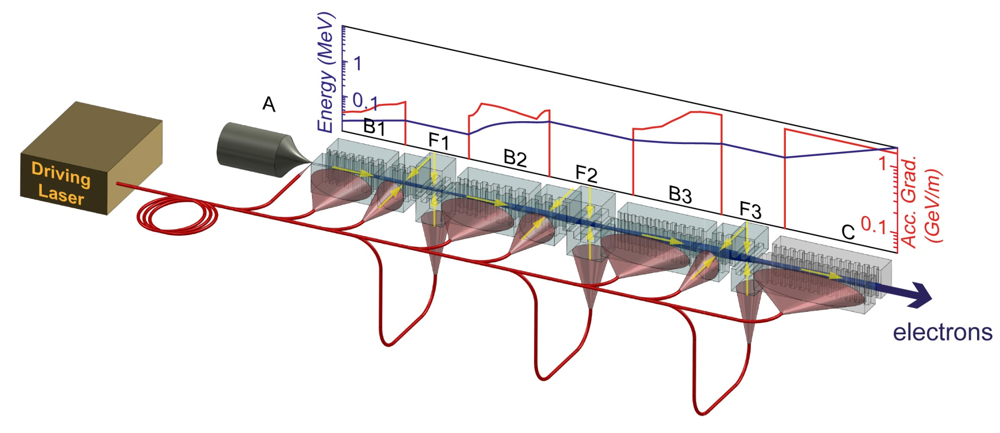 Energy (MeV)
1
0.1
A
B1
F1
B2
F2
B3
F3
C
Driving
Laser
1
0.1
Acc. Grad.
(GeV/m)
electrons